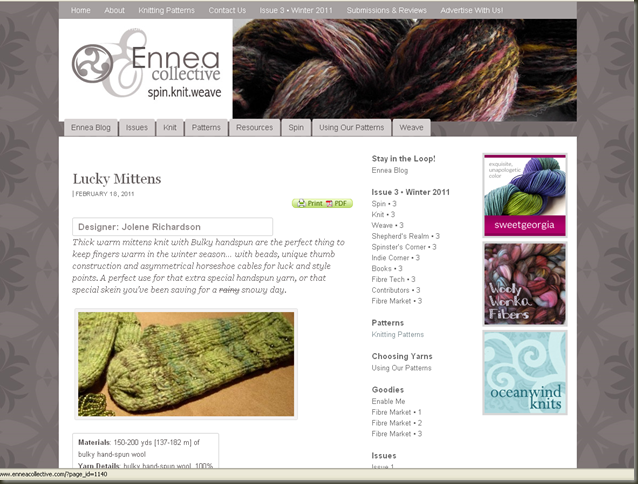 Home About Knitting Patterns Contact Us Issue 3 • Winter 2011 Submissions & Reviews Advertise With Us!
Ennea
collective
spin.knit.weave
Ennea Blog Issues Knit Patterns Resources Spin Using Our Patterns Weave
Lucky Mittens
| FEBRUARY 18, 2011
Print PDF
Designer: Jolene Richardson
Thick warm mittens knit with Bulky handspun are the perfect thing to
keep fingers warm in the winter season... with beads, unique thumb
construction and asymmetrical horseshoe cables for luck and style
points. A perfect use for that extra special handspun yarn, or that
special skein you've been saving for a rainy snowy day.
Materials: 150-200 yds [137-182 m] of
bulky hand-spun wool
Yarn Details: bulky hand-spun wool, 100%
Stay in the Loop!
Ennea Blog
Issue 3 • Winter 2011
Spin • 3
Knit • 3
Weave • 3
Shepherd's Realm • 3
Spinster's Corner • 3
Indie Corner • 3
Books • 3
Fibre Tech • 3
Contributors • 3
Fibre Market • 3
Patterns
Knitting Patterns
Choosing Yarns
Using Our Patterns
Goodies
Enable Me
Fibre Market • 1
Fibre Market • 2
Fibre Market • 3
Issues
Issue 1
exquisite,
unapologetic
color
sweetgeorgia
Wooly
Wonka
Fibers
oceanwind
knits
www.enneacollective.com/?page_id=1140